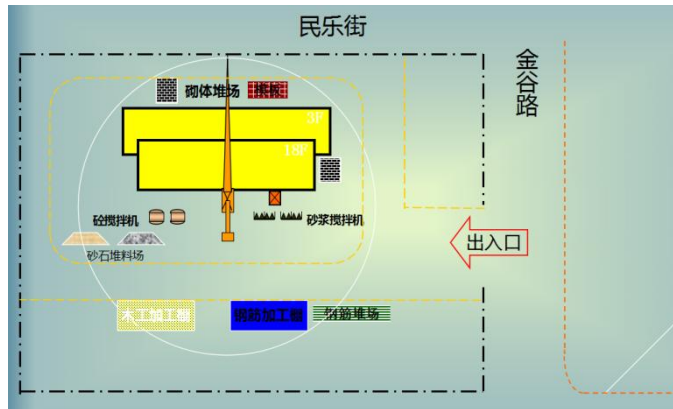 民乐街
金谷路
砌体堆场
模板
3F
18F
砼搅拌机
砂浆搅拌机
出入口
砂石堆料场
木工加工棚
钢筋加工棚
钢筋堆场